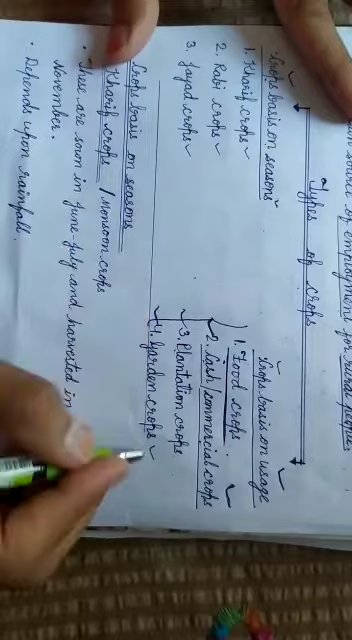 source of employment for rural peoples
Types of crops
Crops basis on seasons
1. Kharif crops
2. Rabi crops
3. Jayad crops
Crops basis on usage
1. Food crops
2. Cash/commercial crops
3. Plantation crops
4. Garden crops
Crops basis on seasons
Kharif crops / Monsoon crops
• These are sown in June-July and harvested in
November.
• Depends upon rainfall.